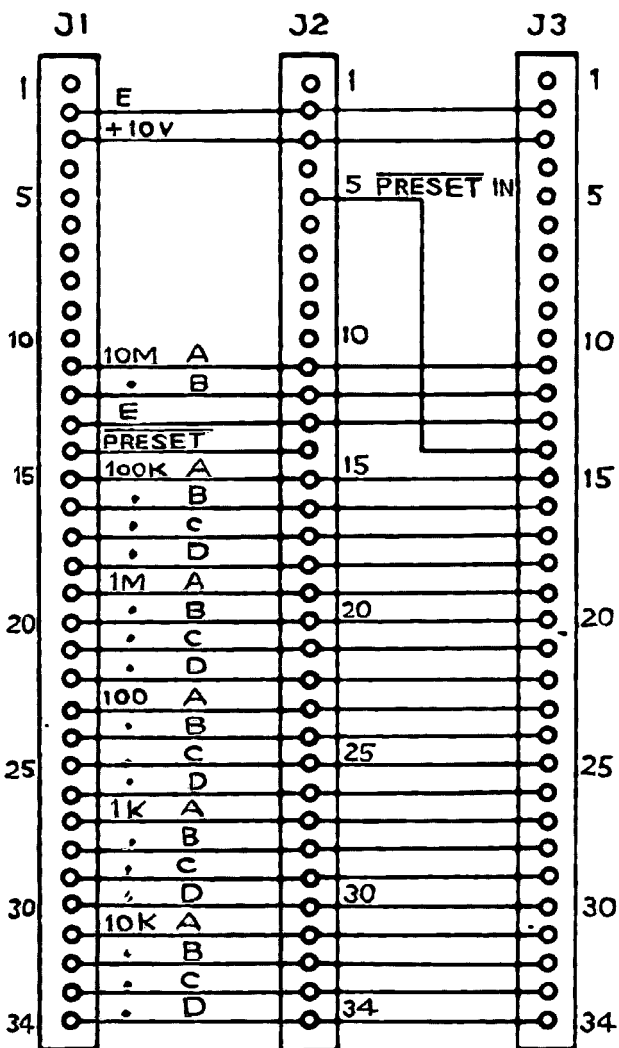 J1 J2 J3
1 1 1
E
+10V
5 5 PRESET IN 5
10 10 10
10M A
" B
E
PRESET
15 100K A 15 15
" B
" C
" D
1M A
20 " B 20 20
" C
" D
100 A
" B
25 " C 25 25
" D
1K A
" B
" C
30 " D 30 30
10K A
" B
" C
34 " D 34 34